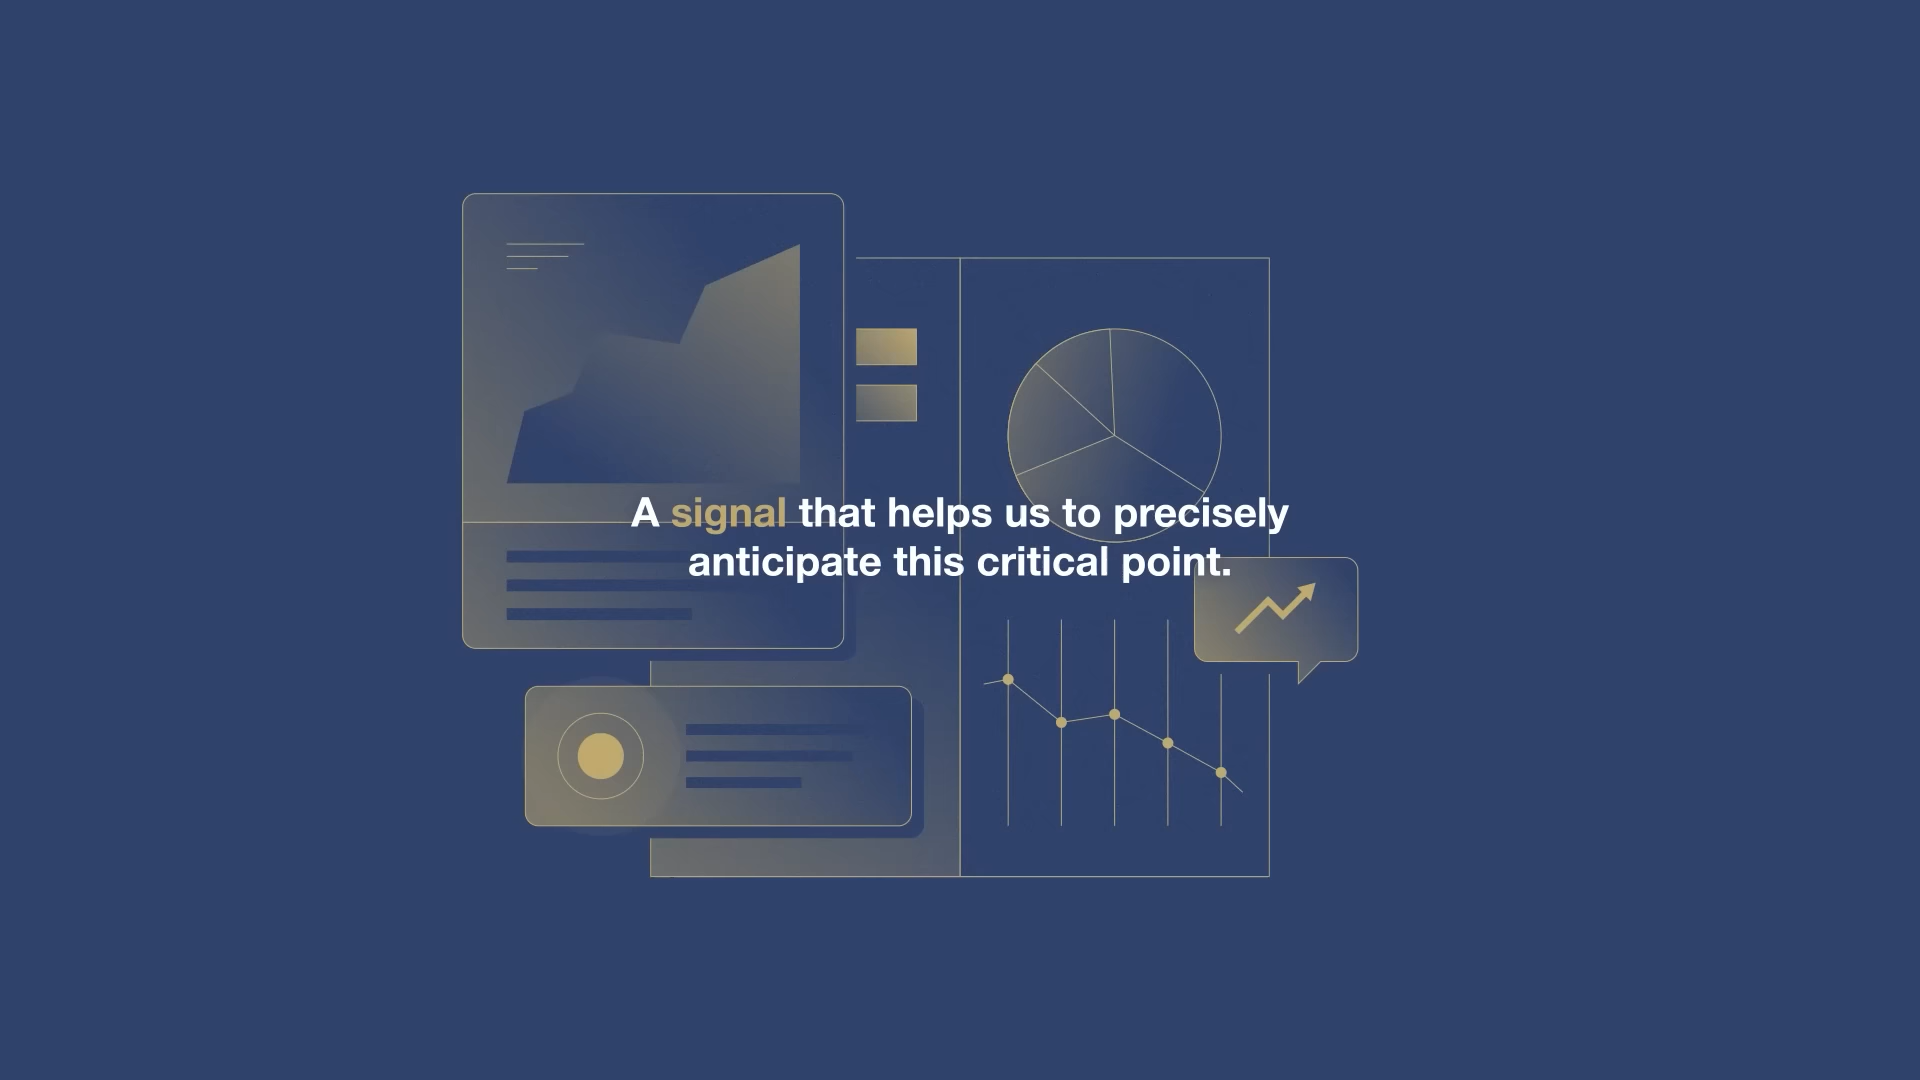 A signal that helps us to precisely
anticipate this critical point.